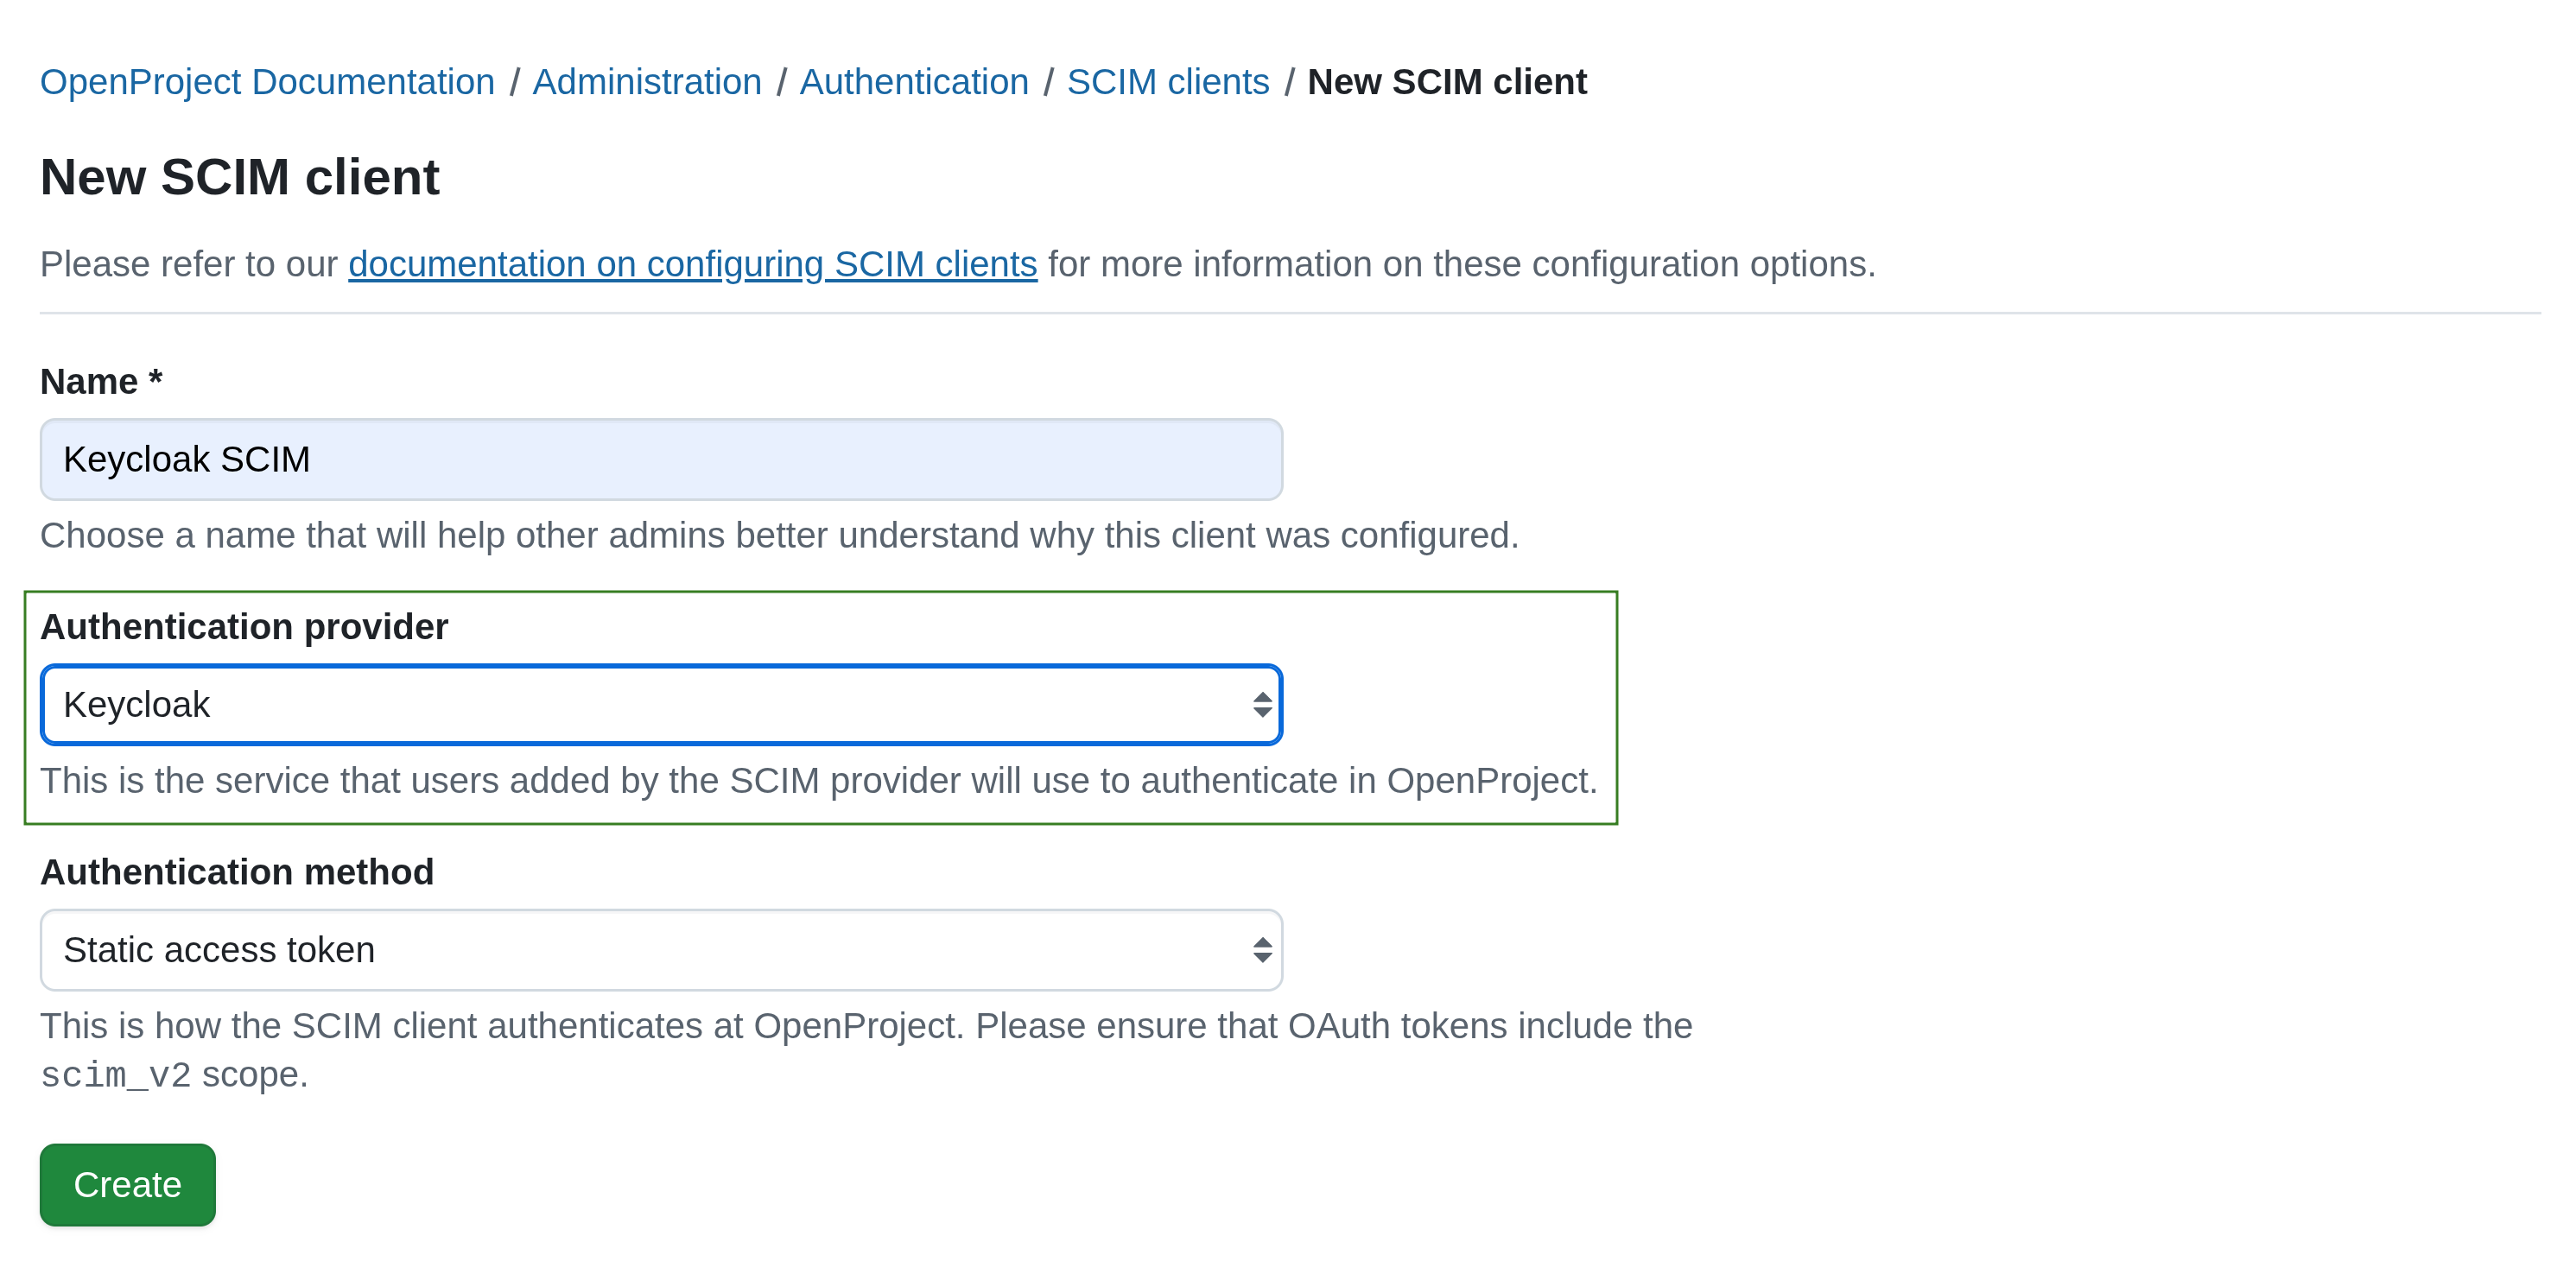 OpenProject Documentation / Administration / Authentication / SCIM clients / New SCIM client
New SCIM client
Please refer to our documentation on configuring SCIM clients for more information on these configuration options.
Name *
Keycloak SCIM
Choose a name that will help other admins better understand why this client was configured.
Authentication provider
Keycloak
This is the service that users added by the SCIM provider will use to authenticate in OpenProject.
Authentication method
Static access token
This is how the SCIM client authenticates at OpenProject. Please ensure that OAuth tokens include the
scim_v2 scope.
Create